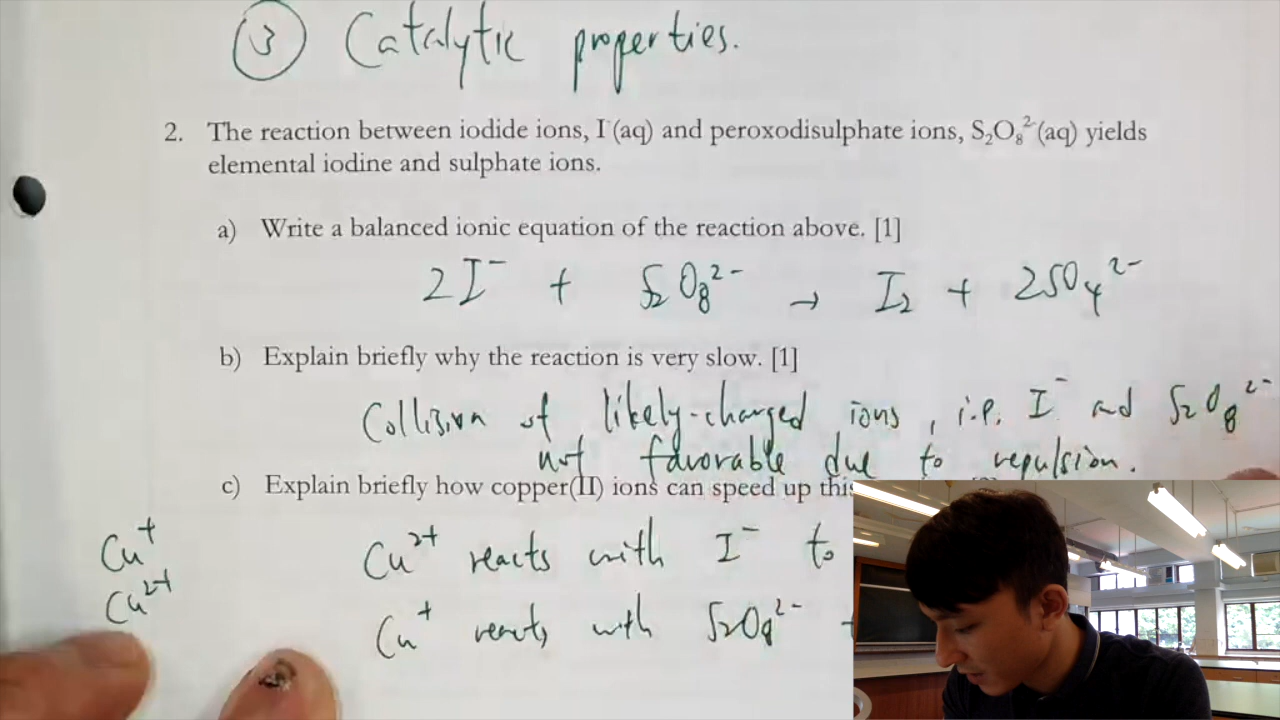 ③ Catalytic properties.
2. The reaction between iodide ions, I⁻(aq) and peroxodisulphate ions, S₂O₈²⁻(aq) yields
elemental iodine and sulphate ions.
a) Write a balanced ionic equation of the reaction above. [1]
2I⁻ + S₂O₈²⁻ → I₂ + 2SO₄²⁻
b) Explain briefly why the reaction is very slow. [1]
Collision of likely-charged ions, i.e. I⁻ and S₂O₈²⁻
not favorable due to repulsion.
c) Explain briefly how copper(II) ions can speed up this
Cu⁺
Cu²⁺
Cu²⁺ reacts with I⁻ to
Cu⁺ reacts with S₂O₈²⁻